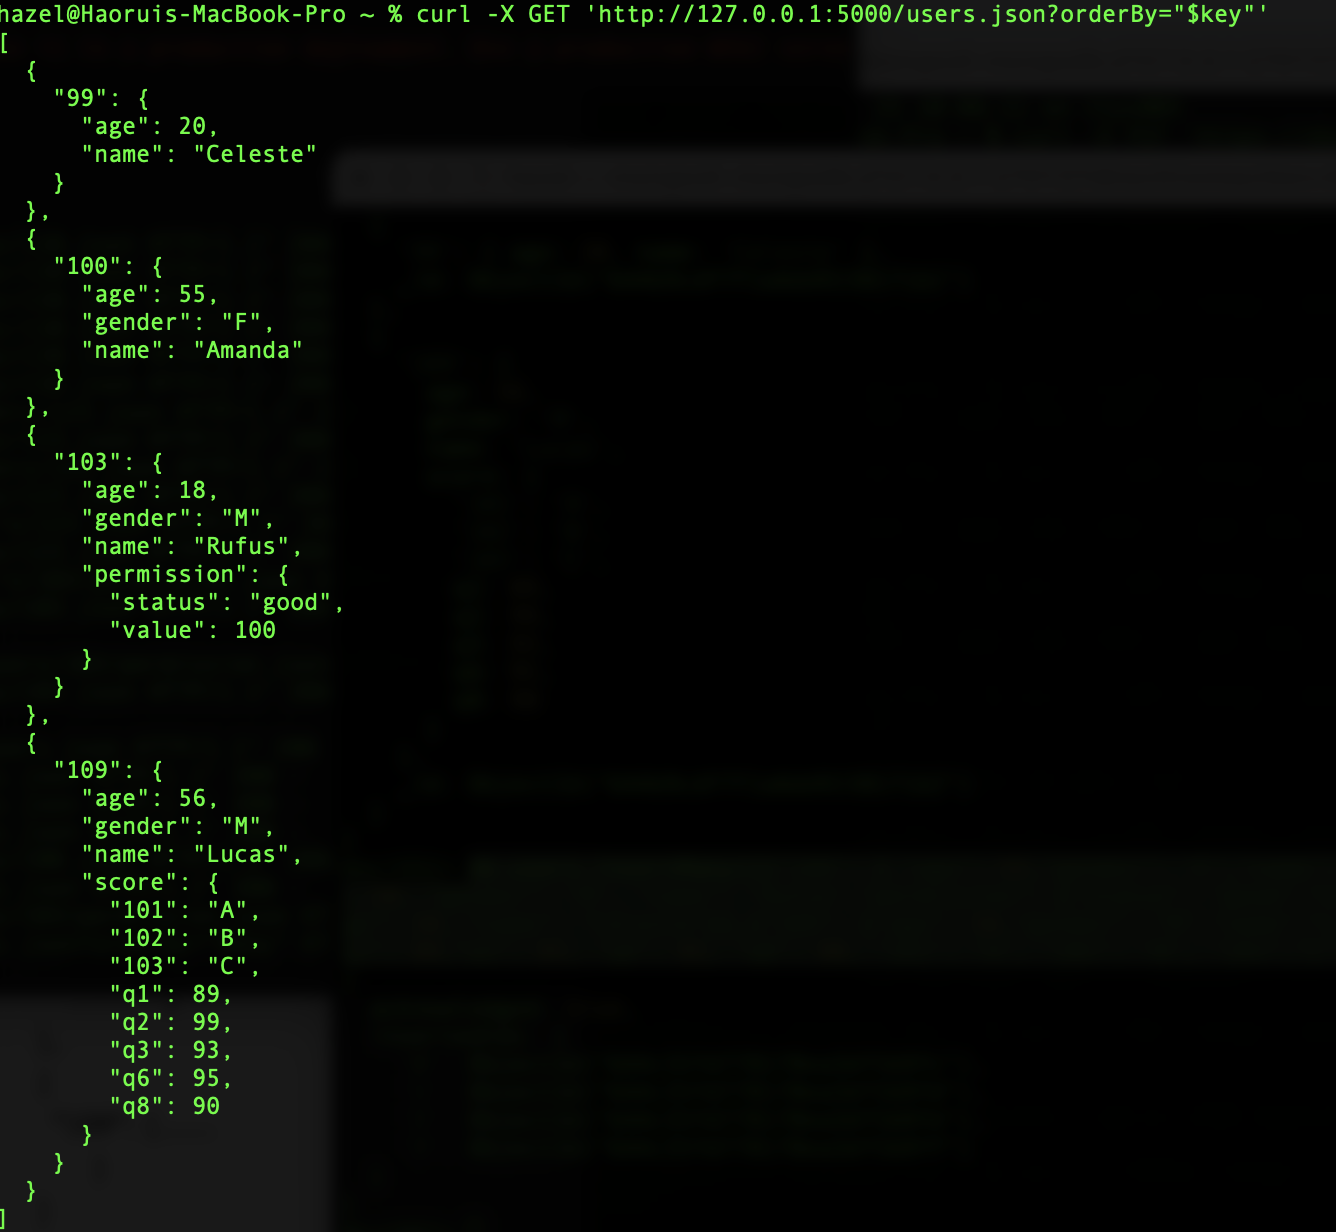 hazel@Haoruis-MacBook-Pro ~ % curl -X GET 'http://127.0.0.1:5000/users.json?orderBy="$key"'
[
  {
    "99": {
      "age": 20,
      "name": "Celeste"
    }
  },
  {
    "100": {
      "age": 55,
      "gender": "F",
      "name": "Amanda"
    }
  },
  {
    "103": {
      "age": 18,
      "gender": "M",
      "name": "Rufus",
      "permission": {
        "status": "good",
        "value": 100
      }
    }
  },
  {
    "109": {
      "age": 56,
      "gender": "M",
      "name": "Lucas",
      "score": {
        "101": "A",
        "102": "B",
        "103": "C",
        "q1": 89,
        "q2": 99,
        "q3": 93,
        "q6": 95,
        "q8": 90
      }
    }
  }
]